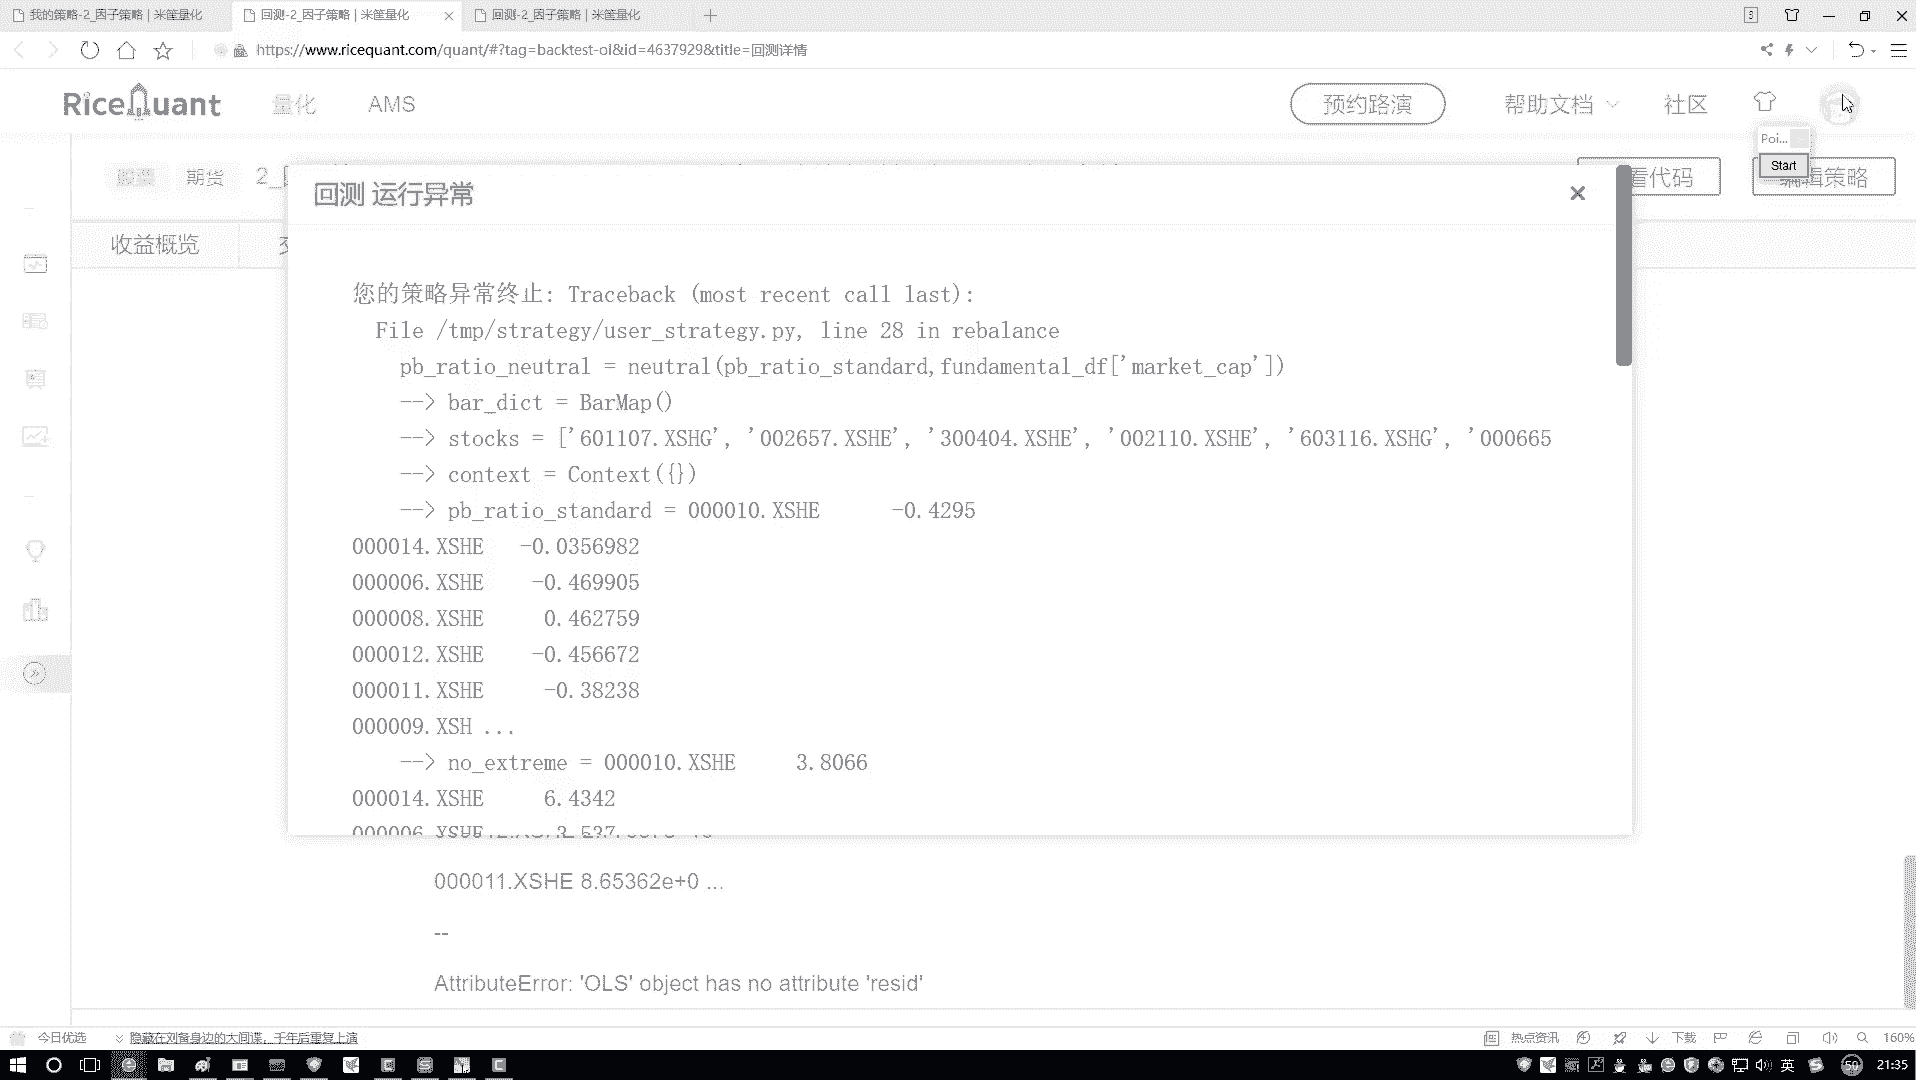 我的策略-2_因子策略 | 米筐量化
回测-2_因子策略 | 米筐量化
回测-2_因子策略 | 米筐量化
https://www.ricequant.com/quant/#?tag=backtest-ol&id=4637929&title=回测详情
RiceQuant
量化
AMS
预约路演
帮助文档
社区
Poi...
Start
股票
期货
看代码
编辑策略
收益概览
回测 运行异常
您的策略异常终止: Traceback (most recent call last):
File /tmp/strategy/user_strategy.py, line 28 in rebalance
pb_ratio_neutral = neutral(pb_ratio_standard,fundamental_df['market_cap'])
--> bar_dict = BarMap()
--> stocks = ['601107.XSHG', '002657.XSHE', '300404.XSHE', '002110.XSHE', '603116.XSHG', '000665
--> context = Context({})
--> pb_ratio_standard = 000010.XSHE -0.4295
000014.XSHE -0.0356982
000006.XSHE -0.469905
000008.XSHE 0.462759
000012.XSHE -0.456672
000011.XSHE -0.38238
000009.XSH ...
--> no_extreme = 000010.XSHE 3.8066
000014.XSHE 6.4342
000011.XSHE 8.65362e+0 ...
--
AttributeError: 'OLS' object has no attribute 'resid'
今日优选
隐藏在刘备身边的大间谍，千年后重复上演
热点资讯
下载
160%
英
50
21:35